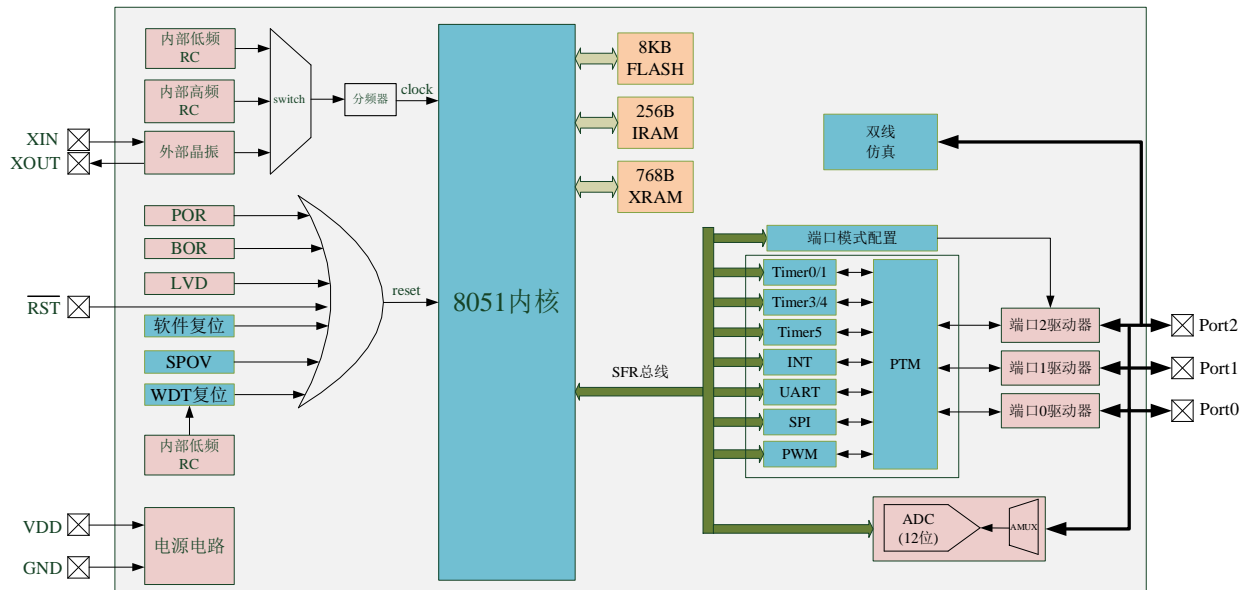 内部低频
RC
内部高频
RC
XIN
XOUT
外部晶振
switch
分频器
clock
POR
BOR
LVD
RST
软件复位
SPOV
WDT复位
内部低频
RC
reset
VDD
GND
电源电路
8051内核
8KB
FLASH
256B
IRAM
768B
XRAM
双线
仿真
SFR总线
端口模式配置
Timer0/1
Timer3/4
Timer5
INT
UART
SPI
PWM
PTM
端口2驱动器
端口1驱动器
端口0驱动器
Port2
Port1
Port0
ADC
(12位)
AMUX